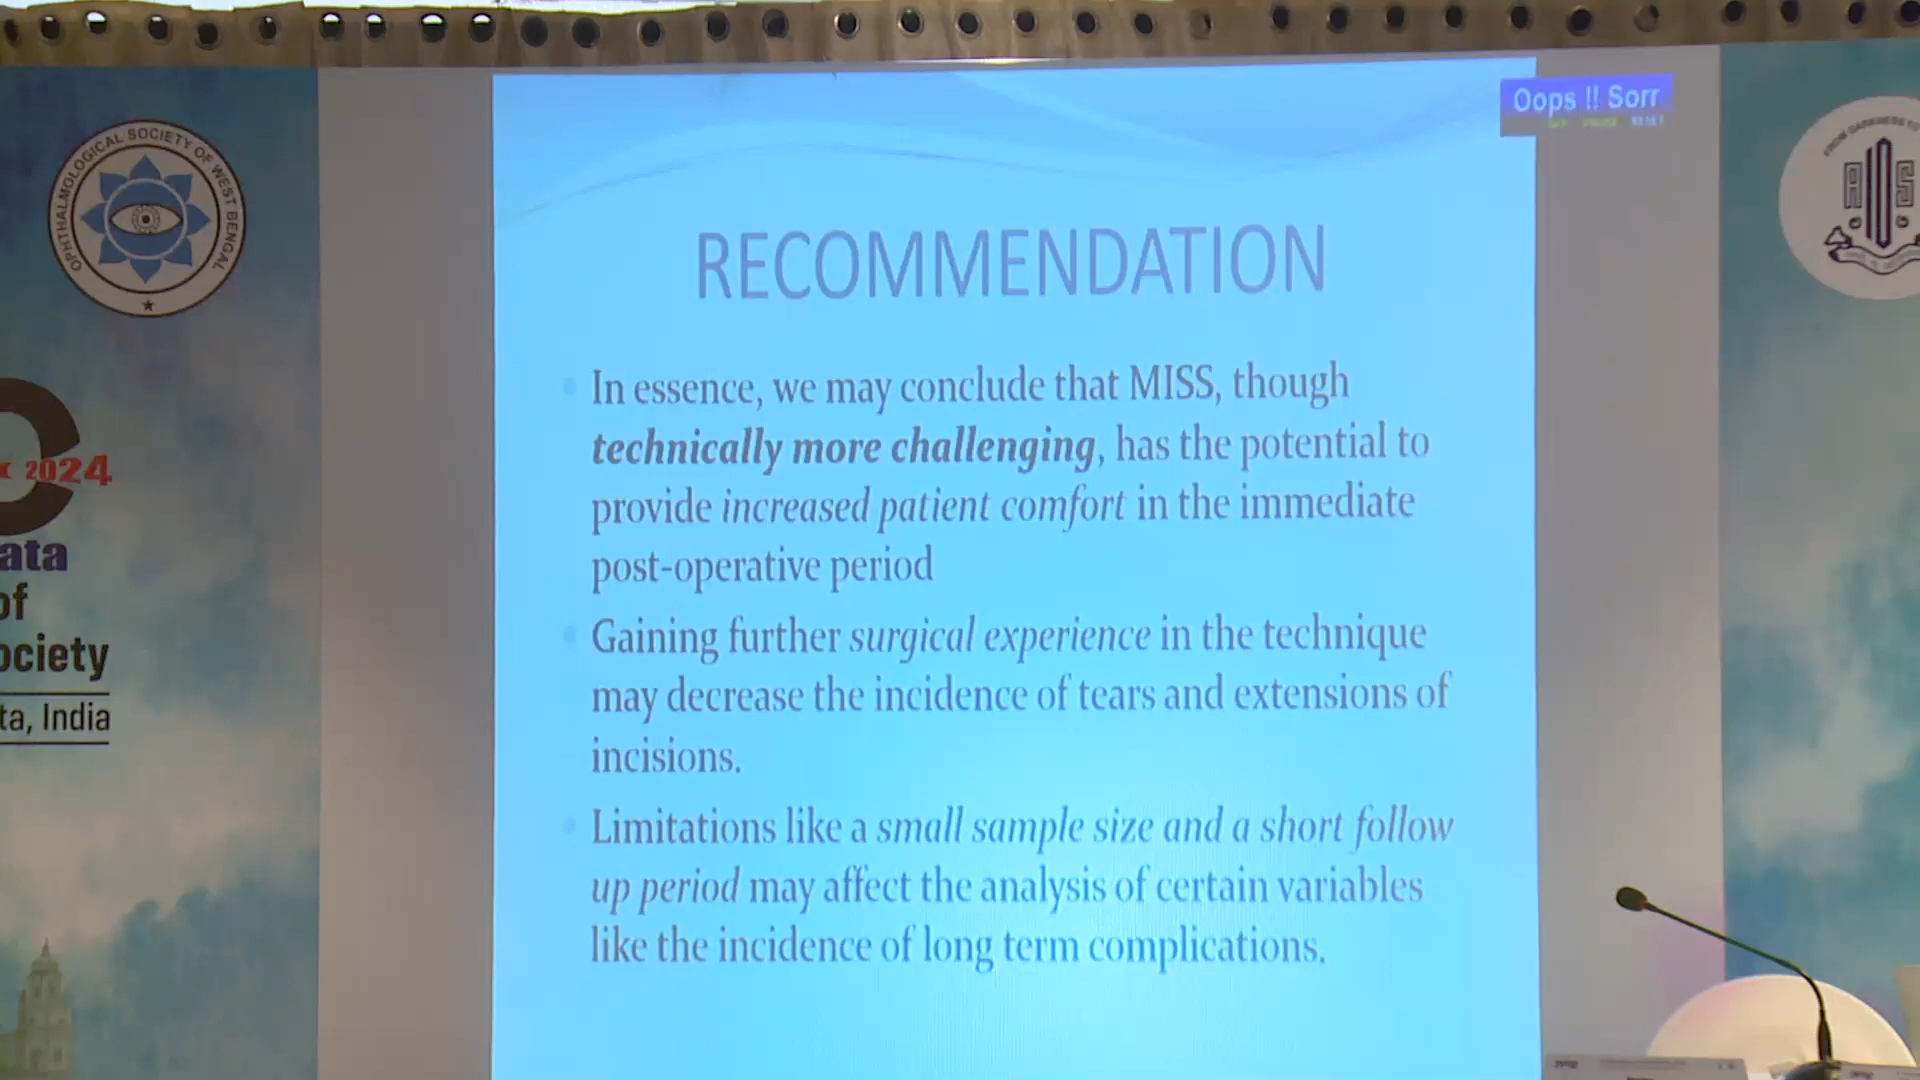 Oops !! Sorr
OPHTHALMOLOGICAL SOCIETY OF WEST BENGAL
AIOS
2024
ata
of
ociety
ta, India
RECOMMENDATION
In essence, we may conclude that MISS, though
technically more challenging, has the potential to
provide increased patient comfort in the immediate
post-operative period
Gaining further surgical experience in the technique
may decrease the incidence of tears and extensions of
incisions.
Limitations like a small sample size and a short follow
up period may affect the analysis of certain variables
like the incidence of long term complications.